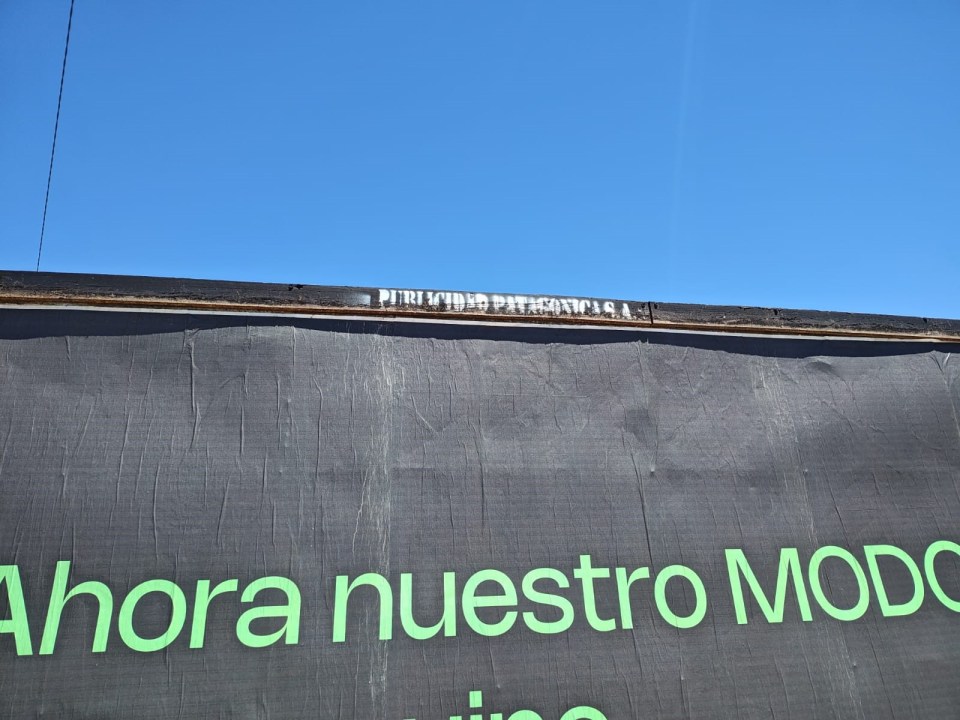 PUBLICIDAD PATAGONICA S.A.
Ahora nuestro MODO